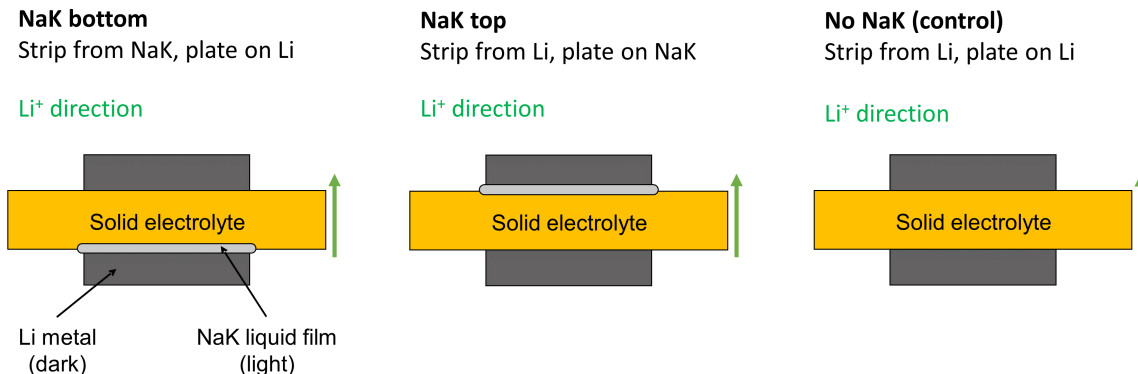 NaK bottom
Strip from NaK, plate on Li
Li⁺ direction
Solid electrolyte
Li metal
(dark)
NaK liquid film
(light)
NaK top
Strip from Li, plate on NaK
Li⁺ direction
Solid electrolyte
No NaK (control)
Strip from Li, plate on Li
Li⁺ direction
Solid electrolyte